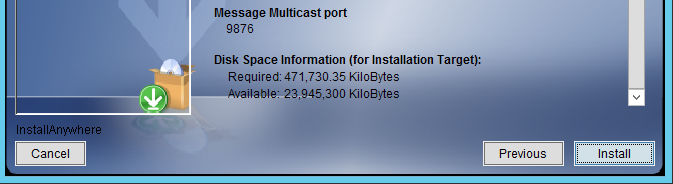 Message Multicast port
9876
Disk Space Information (for Installation Target):
Required: 471,730.35 KiloBytes
Available: 23,945,300 KiloBytes
InstallAnywhere
Cancel
Previous
Install